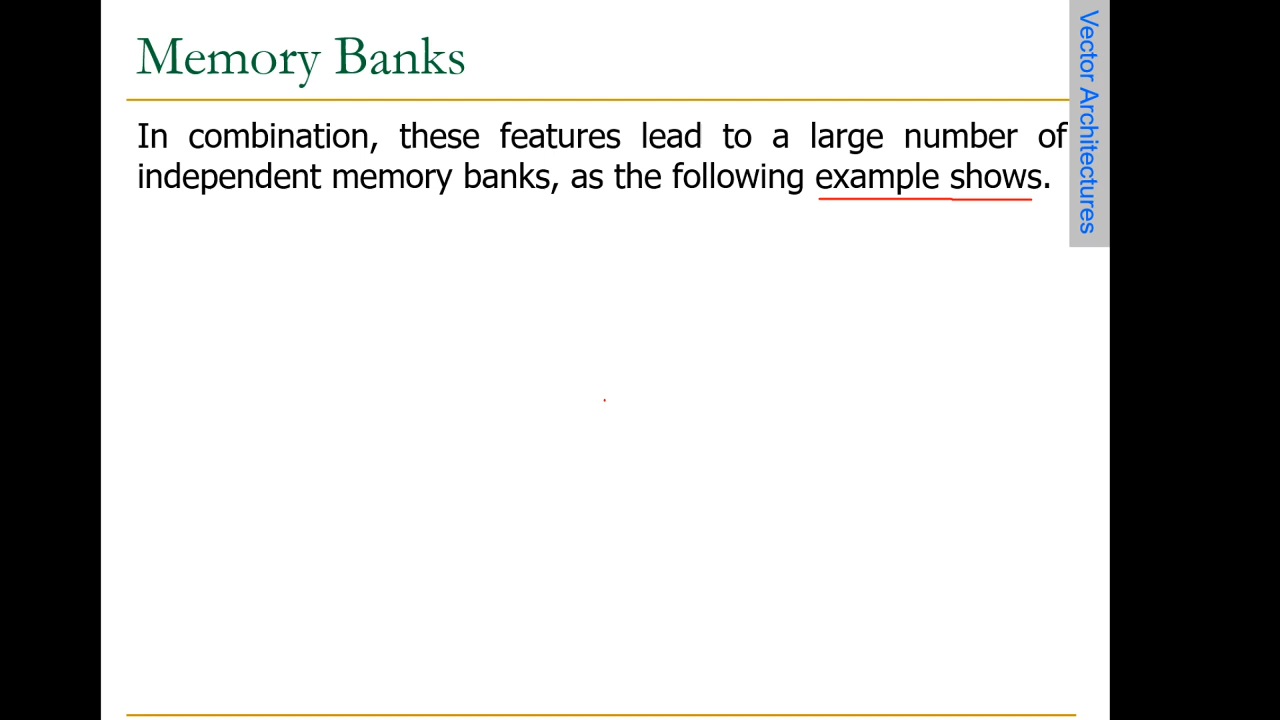 Memory Banks
In combination, these features lead to a large number of
independent memory banks, as the following example shows.
Vector Architectures